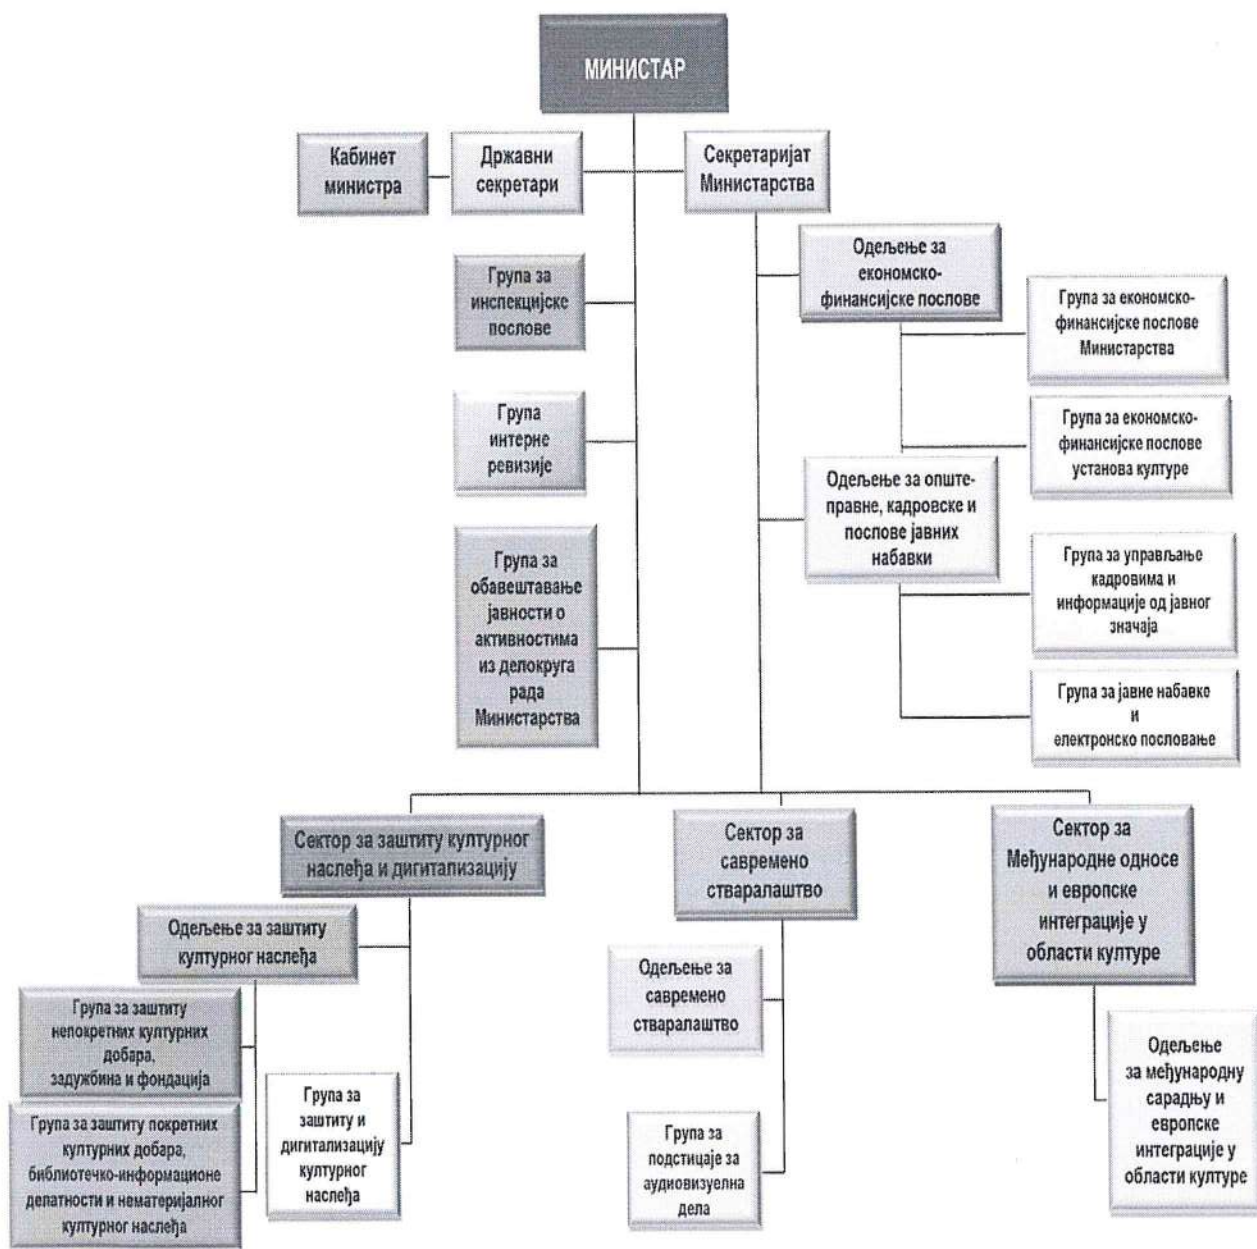 МИНИСТАР
Кабинет
министра
Државни
секретари
Секретаријат
Министарства
Група за
инспекцијске
послове
Одељење за
економско-
финансијске послове
Група за економско-
финансијске послове
Министарства
Група
интерне
ревизије
Група за економско-
финансијске послове
установа културе
Одељење за опште-
правне, кадровске и
послове јавних
набавки
Група за
обавештавање
јавности о
активностима
из делокруга
рада
Министарства
Група за управљање
кадровима и
информације од јавног
значаја
Група за јавне набавке
и
електронско пословање
Сектор за заштиту културног
наслеђа и дигитализацију
Сектор за
савремено
стваралаштво
Сектор за
Међународне односе
и европске
интеграције у
области културе
Одељење за заштиту
културног наслеђа
Група за заштиту
непокретних културних
добара,
задужбина и фондација
Група за заштиту покретних
културних добара,
библиотечко-информационе
делатности и нематеријалног
културног наслеђа
Група за
заштиту и
дигитализацију
културног
наслеђа
Одељење за
савремено
стваралаштво
Група за
подстицаје за
аудиовизуелна
дела
Одељење
за међународну
сарадњу и
европске
интеграције у
области културе